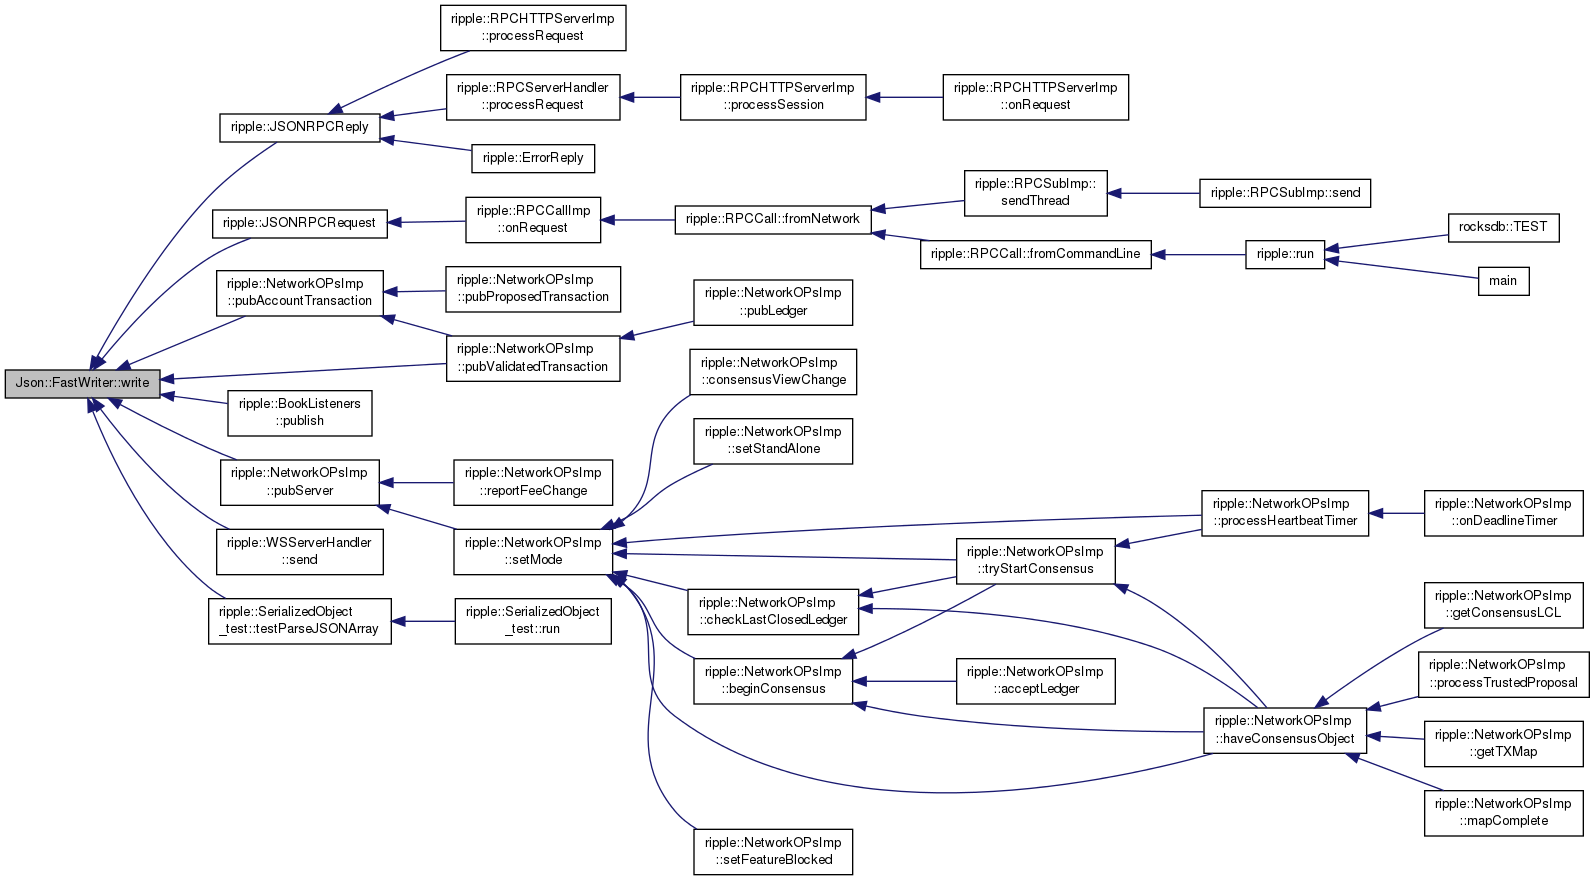 ripple::RPCHTTPServerImp
::processRequest
ripple::RPCServerHandler
::processRequest
ripple::RPCHTTPServerImp
::processSession
ripple::RPCHTTPServerImp
::onRequest
ripple::JSONRPCReply
ripple::ErrorReply
ripple::RPCSubImp::
sendThread
ripple::RPCSubImp::send
ripple::JSONRPCRequest
ripple::RPCCallImp
::onRequest
ripple::RPCCall::fromNetwork
ripple::RPCCall::fromCommandLine
ripple::run
rocksdb::TEST
main
ripple::NetworkOPsImp
::pubAccountTransaction
ripple::NetworkOPsImp
::pubProposedTransaction
ripple::NetworkOPsImp
::pubLedger
ripple::NetworkOPsImp
::pubValidatedTransaction
Json::FastWriter::write
ripple::BookListeners
::publish
ripple::NetworkOPsImp
::consensusViewChange
ripple::NetworkOPsImp
::setStandAlone
ripple::NetworkOPsImp
::pubServer
ripple::NetworkOPsImp
::reportFeeChange
ripple::NetworkOPsImp
::processHeartbeatTimer
ripple::NetworkOPsImp
::onDeadlineTimer
ripple::WSServerHandler
::send
ripple::NetworkOPsImp
::setMode
ripple::NetworkOPsImp
::tryStartConsensus
ripple::SerializedObject
_test::testParseJSONArray
ripple::SerializedObject
_test::run
ripple::NetworkOPsImp
::checkLastClosedLedger
ripple::NetworkOPsImp
::getConsensusLCL
ripple::NetworkOPsImp
::beginConsensus
ripple::NetworkOPsImp
::acceptLedger
ripple::NetworkOPsImp
::processTrustedProposal
ripple::NetworkOPsImp
::haveConsensusObject
ripple::NetworkOPsImp
::getTXMap
ripple::NetworkOPsImp
::mapComplete
ripple::NetworkOPsImp
::setFeatureBlocked